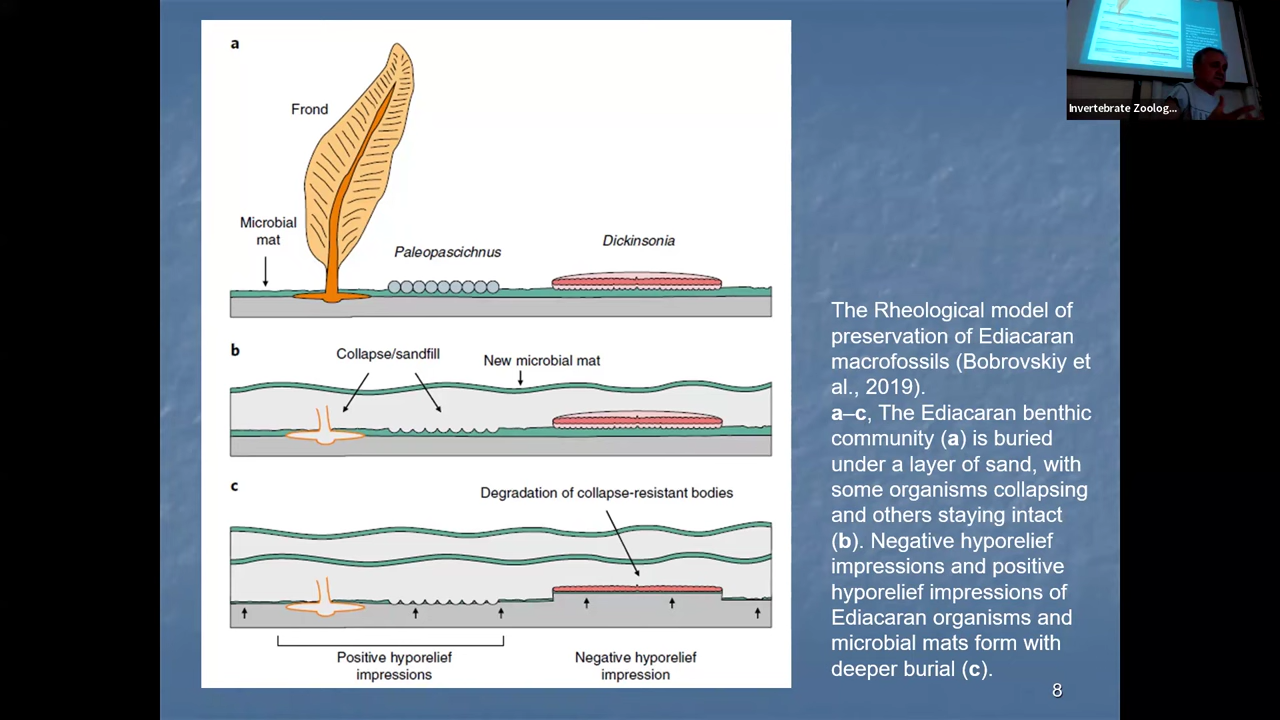 a
Frond
Microbial
mat
Paleopascichnus
Dickinsonia
b
Collapse/sandfill
New microbial mat
c
Degradation of collapse-resistant bodies
Positive hyporelief
impressions
Negative hyporelief
impression
The Rheological model of
preservation of Ediacaran
macrofossils (Bobrovskiy et
al., 2019).
a–c, The Ediacaran benthic
community (a) is buried
under a layer of sand, with
some organisms collapsing
and others staying intact
(b). Negative hyporelief
impressions and positive
hyporelief impressions of
Ediacaran organisms and
microbial mats form with
deeper burial (c).
8
Invertebrate Zoolog...